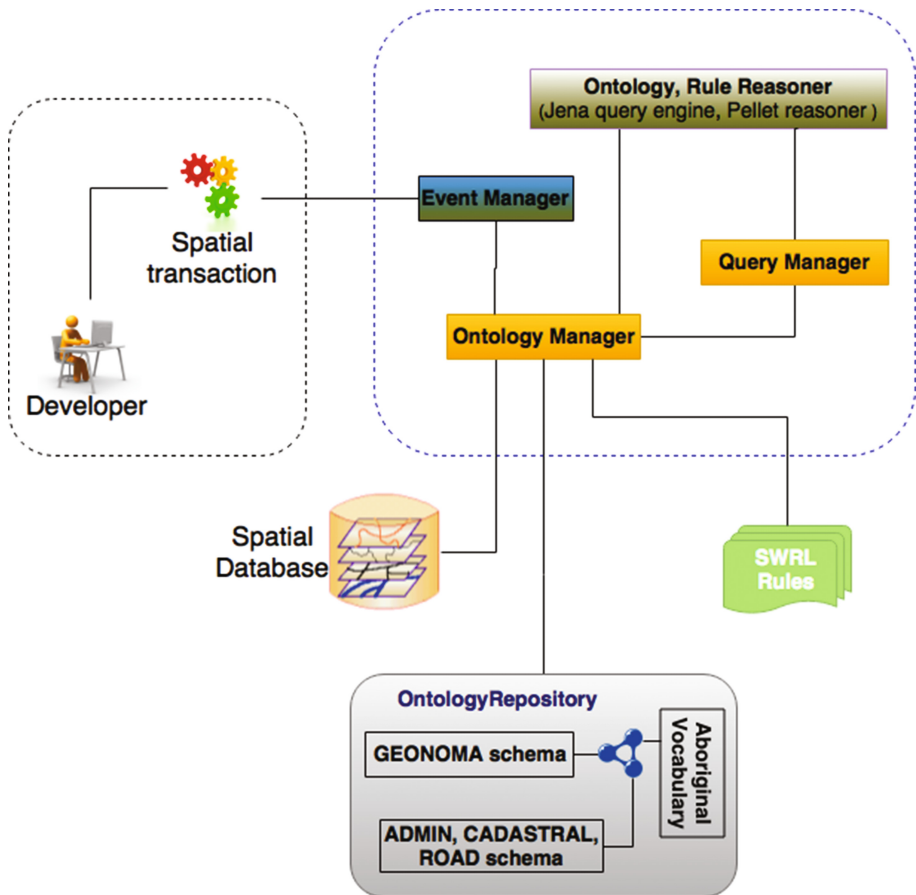 Ontology, Rule Reasoner
(Jena query engine, Pellet reasoner )
Event Manager
Spatial
transaction
Query Manager
Ontology Manager
Developer
Spatial
Database
SWRL
Rules
OntologyRepository
GEONOMA schema
Aboriginal
Vocabulary
ADMIN, CADASTRAL,
ROAD schema